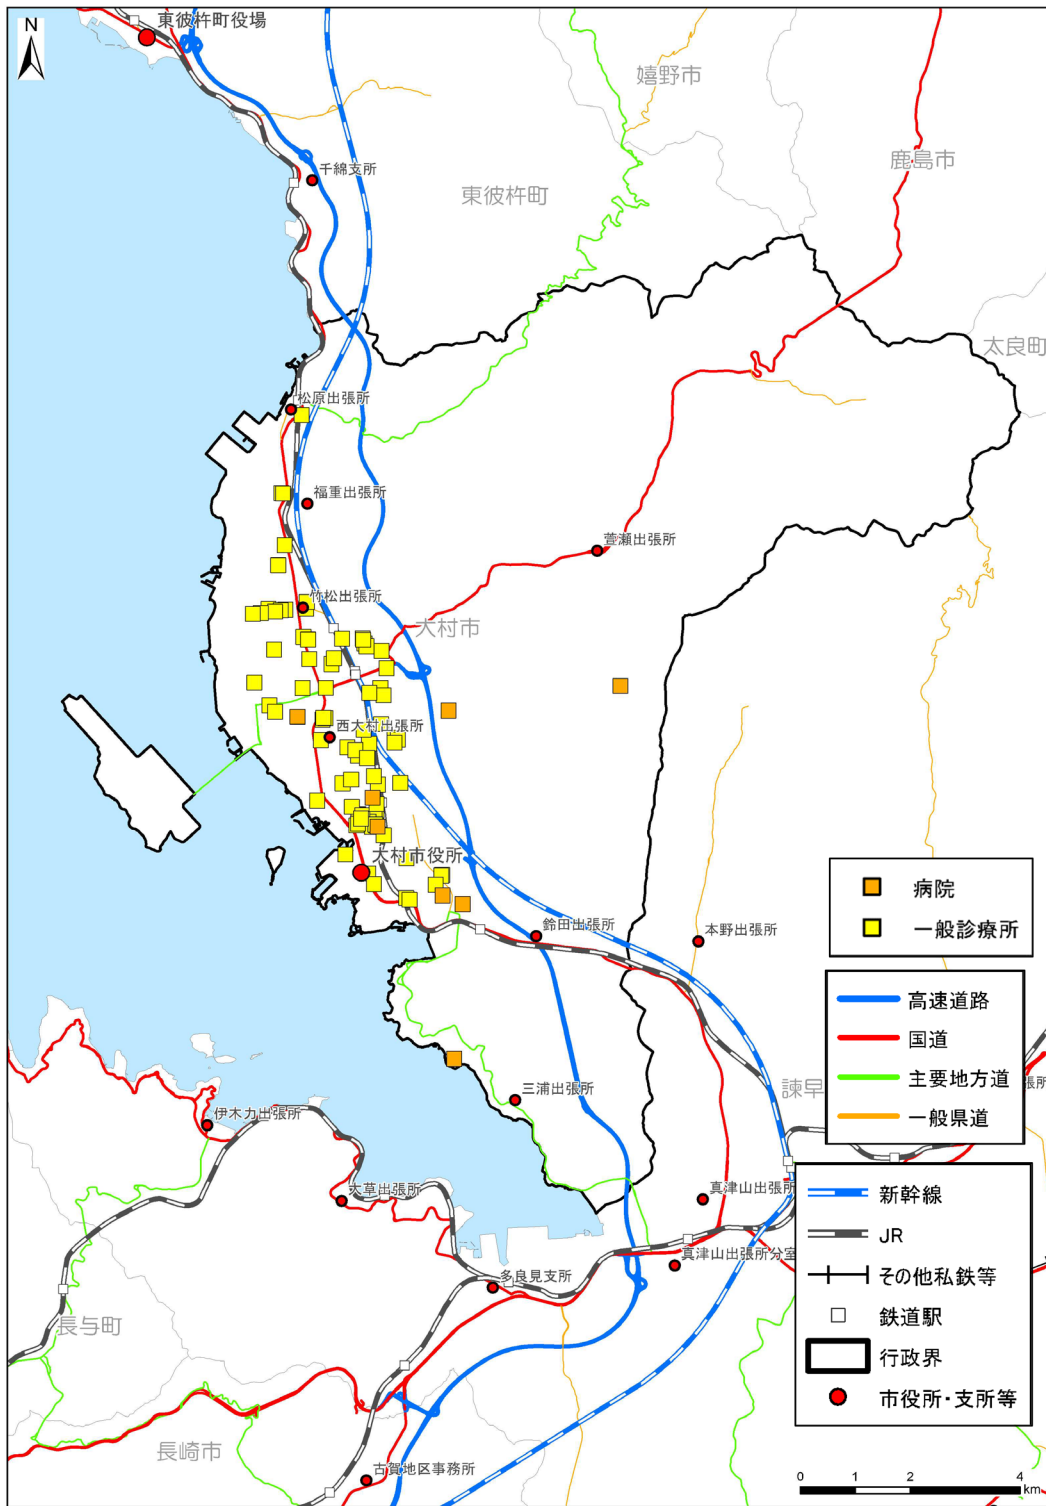 N
東彼杵町役場
嬉野市
鹿島市
千綿支所
東彼杵町
太良町
松原出張所
福重出張所
萱瀬出張所
竹松出張所
大村市
西大村出張所
大村市役所
鈴田出張所
本野出張所
病院
一般診療所
高速道路
国道
主要地方道
一般県道
諫早
張所
三浦出張所
伊木力出張所
大草出張所
真津山出張所
真津山出張所分室
多良見支所
長与町
長崎市
古賀地区事務所
新幹線
JR
その他私鉄等
鉄道駅
行政界
市役所・支所等
0 1 2 4
km